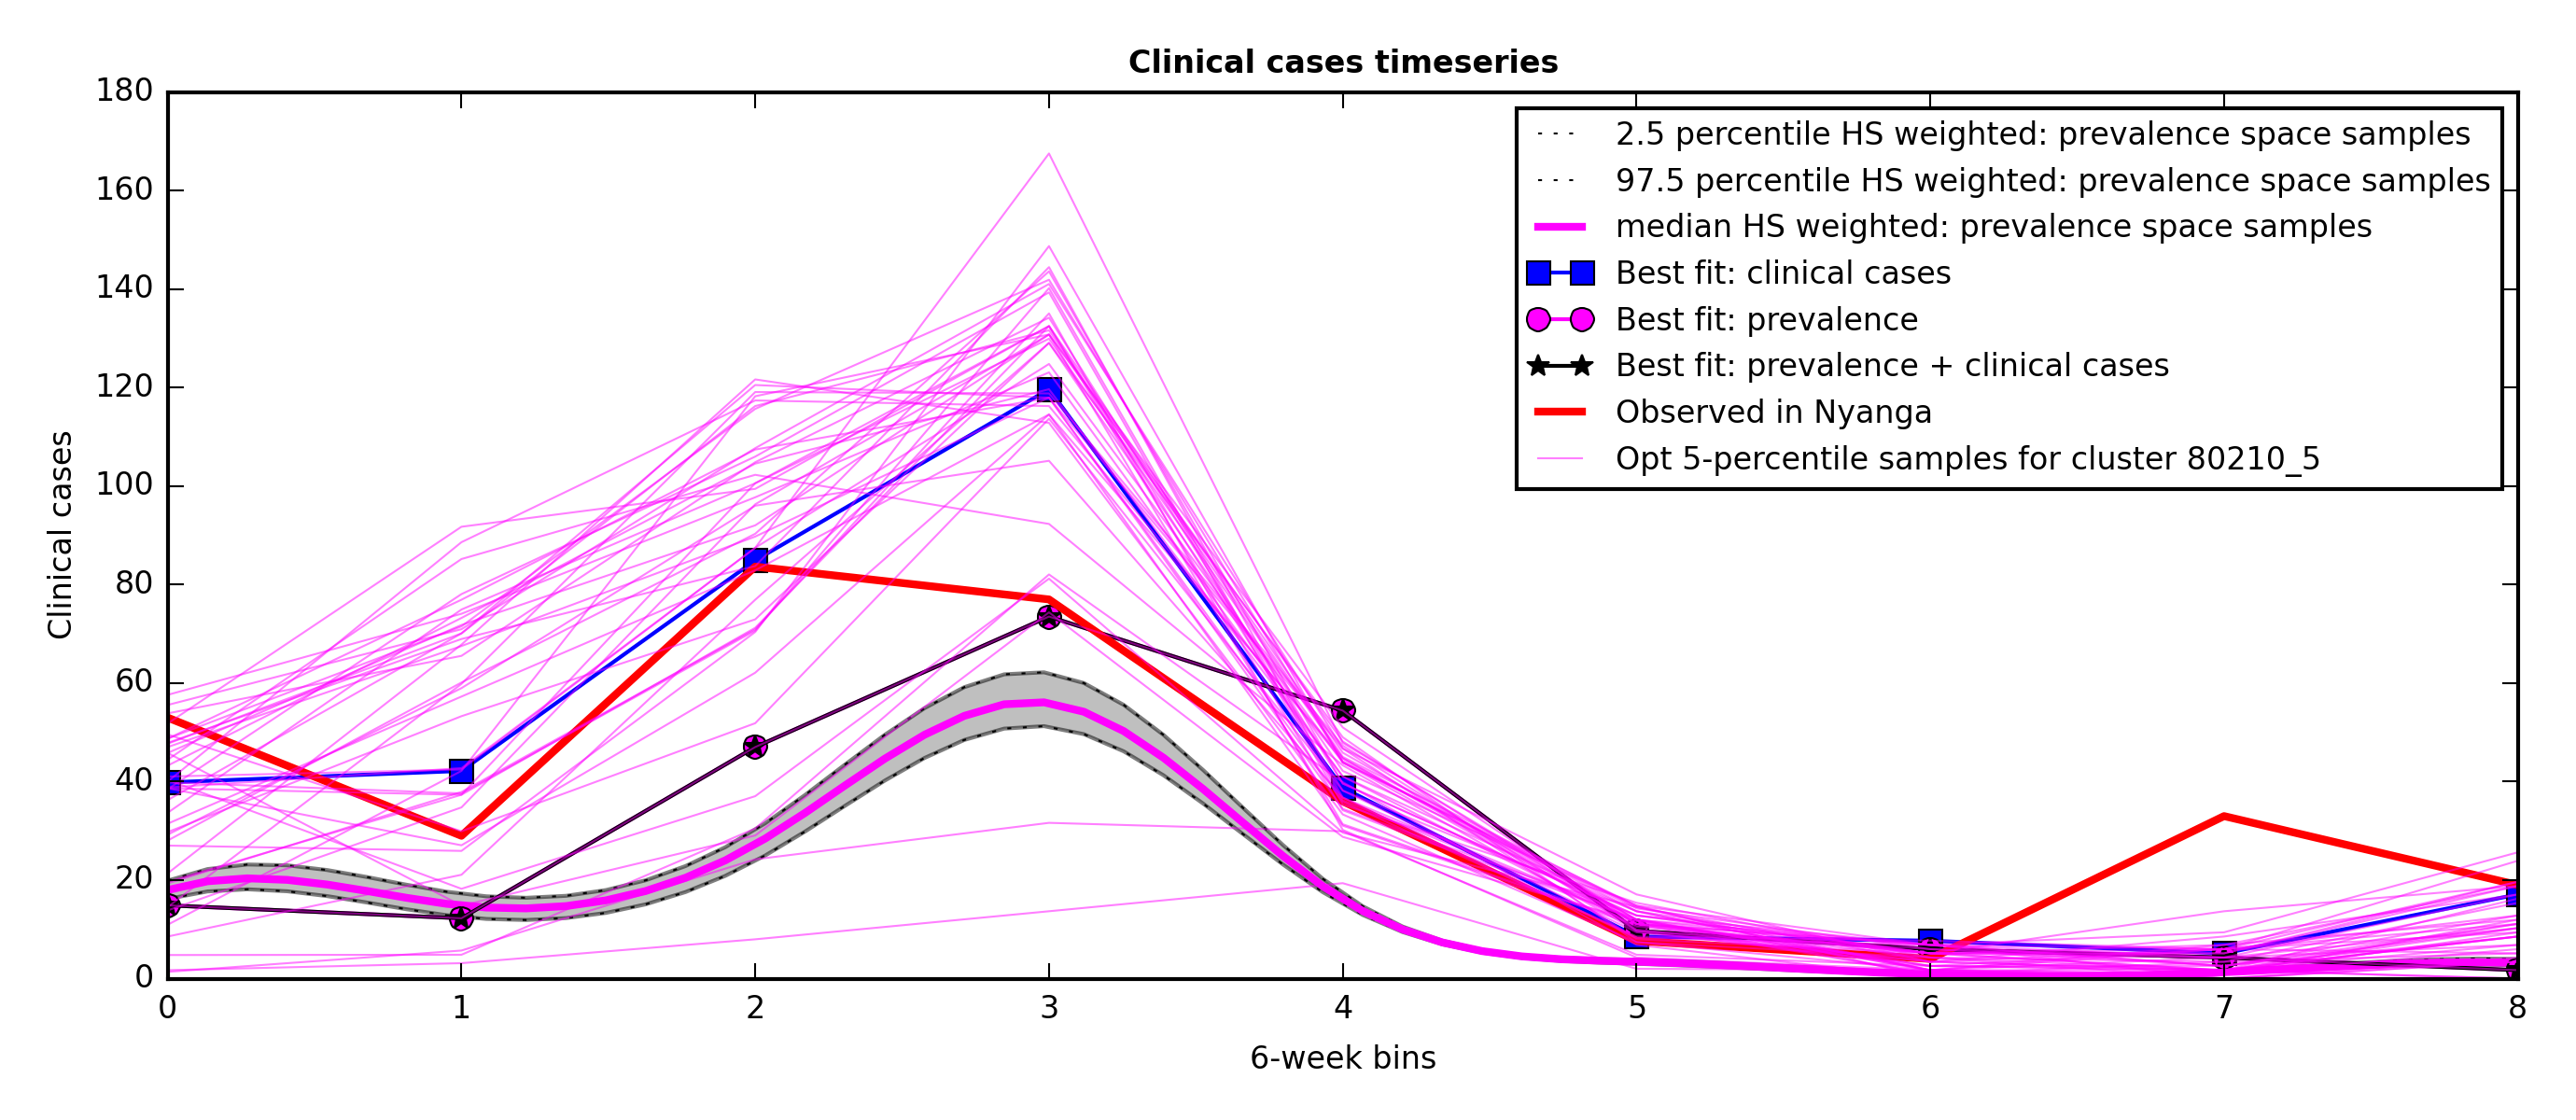 Clinical cases timeseries
180
160
140
120
100
80
60
40
20
0
Clinical cases
2.5 percentile HS weighted: prevalence space samples
97.5 percentile HS weighted: prevalence space samples
median HS weighted: prevalence space samples
Best fit: clinical cases
Best fit: prevalence
Best fit: prevalence + clinical cases
Observed in Nyanga
Opt 5-percentile samples for cluster 80210_5
0 1 2 3 4 5 6 7 8
6-week bins